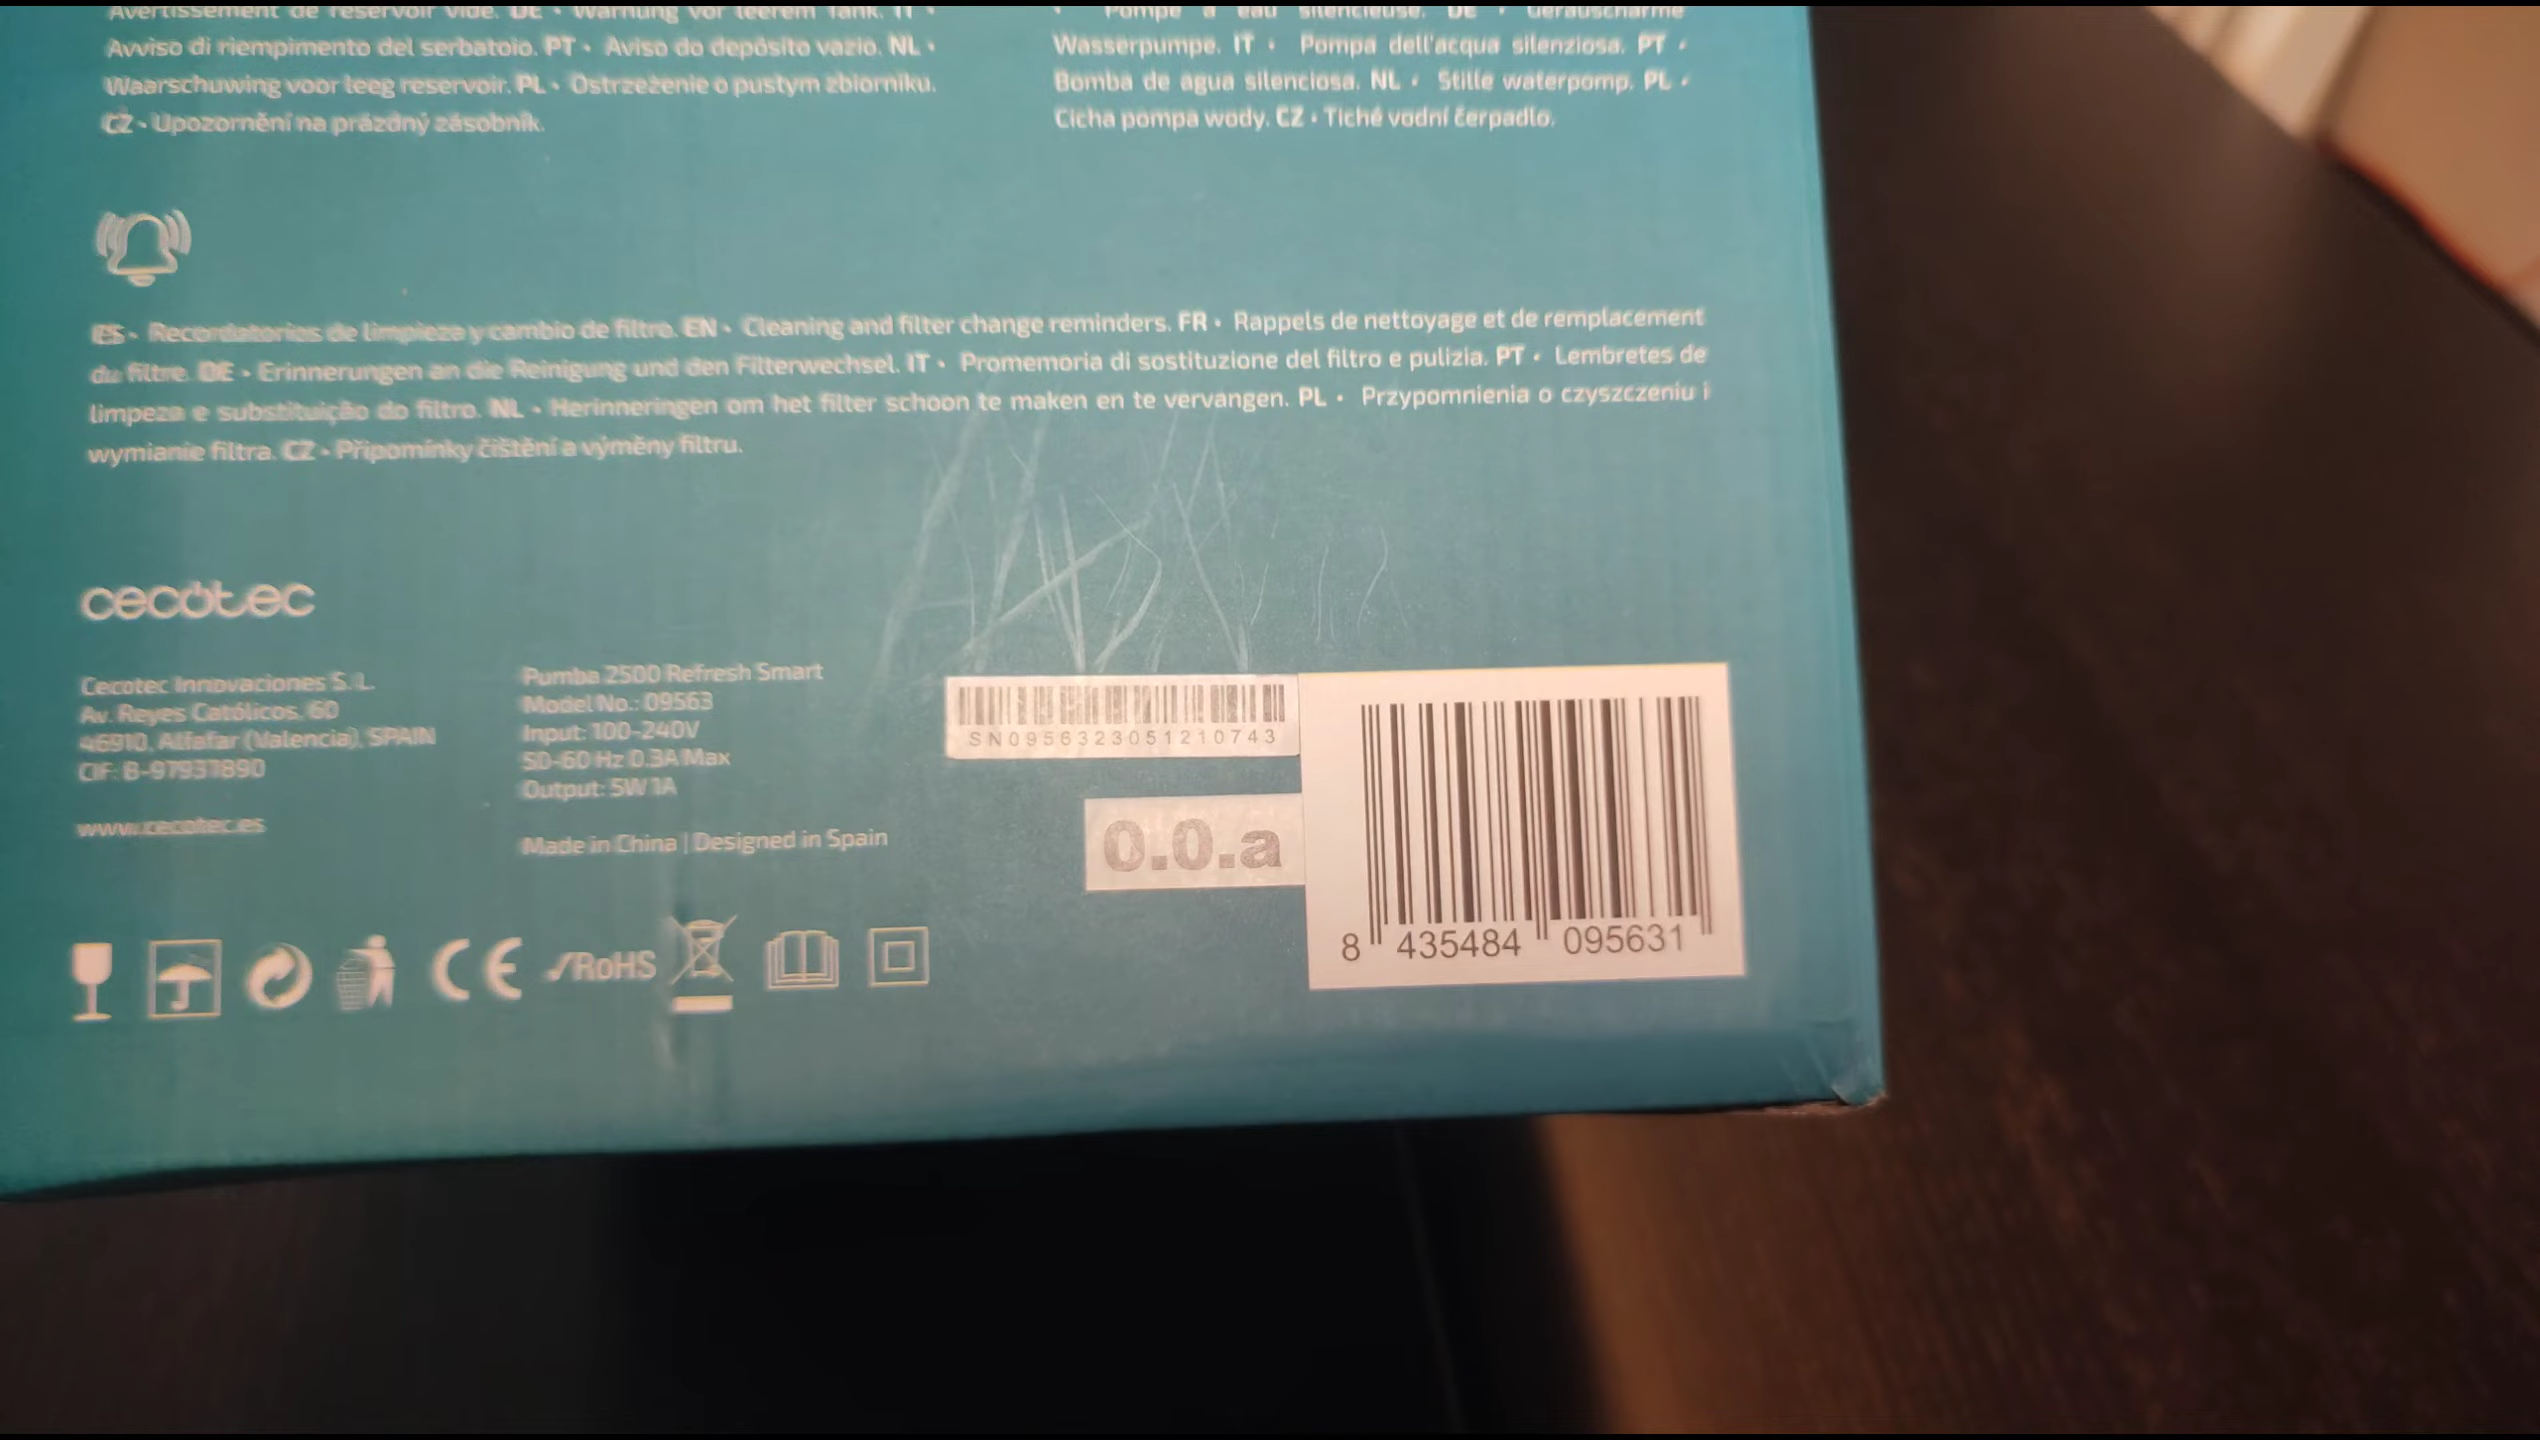 Avertissement de réservoir vide. DE • Warnung vor leerem Tank. IT •
Avviso di riempimento del serbatoio. PT • Aviso do depósito vazio. NL •
Waarschuwing voor leeg reservoir. PL • Ostrzeżenie o pustym zbiorniku.
CZ • Upozornění na prázdný zásobník.
• Pompe à eau silencieuse. DE • Geräuscharme
Wasserpumpe. IT • Pompa dell'acqua silenziosa. PT •
Bomba de agua silenciosa. NL • Stille waterpomp. PL •
Cicha pompa wody. CZ • Tiché vodní čerpadlo.
ES • Recordatorios de limpieza y cambio de filtro. EN • Cleaning and filter change reminders. FR • Rappels de nettoyage et de remplacement
du filtre. DE • Erinnerungen an die Reinigung und den Filterwechsel. IT • Promemoria di sostituzione del filtro e pulizia. PT • Lembretes de
limpeza e substituição do filtro. NL • Herinneringen om het filter schoon te maken en te vervangen. PL • Przypomnienia o czyszczeniu i
wymianie filtra. CZ • Připomínky čištění a výměny filtru.
cecotec
Cecotec Innovaciones S. L.
Av. Reyes Católicos, 60
46910, Alfafar (Valencia), SPAIN
CIF: B-97937890
www.cecotec.es
Pumba 2500 Refresh Smart
Model No.: 09563
Input: 100-240V
50-60 Hz 0.3A Max
Output: 5W 1A
Made in China | Designed in Spain
SN0956323051210743
0.0.a
8 435484 095631
CE
RoHS